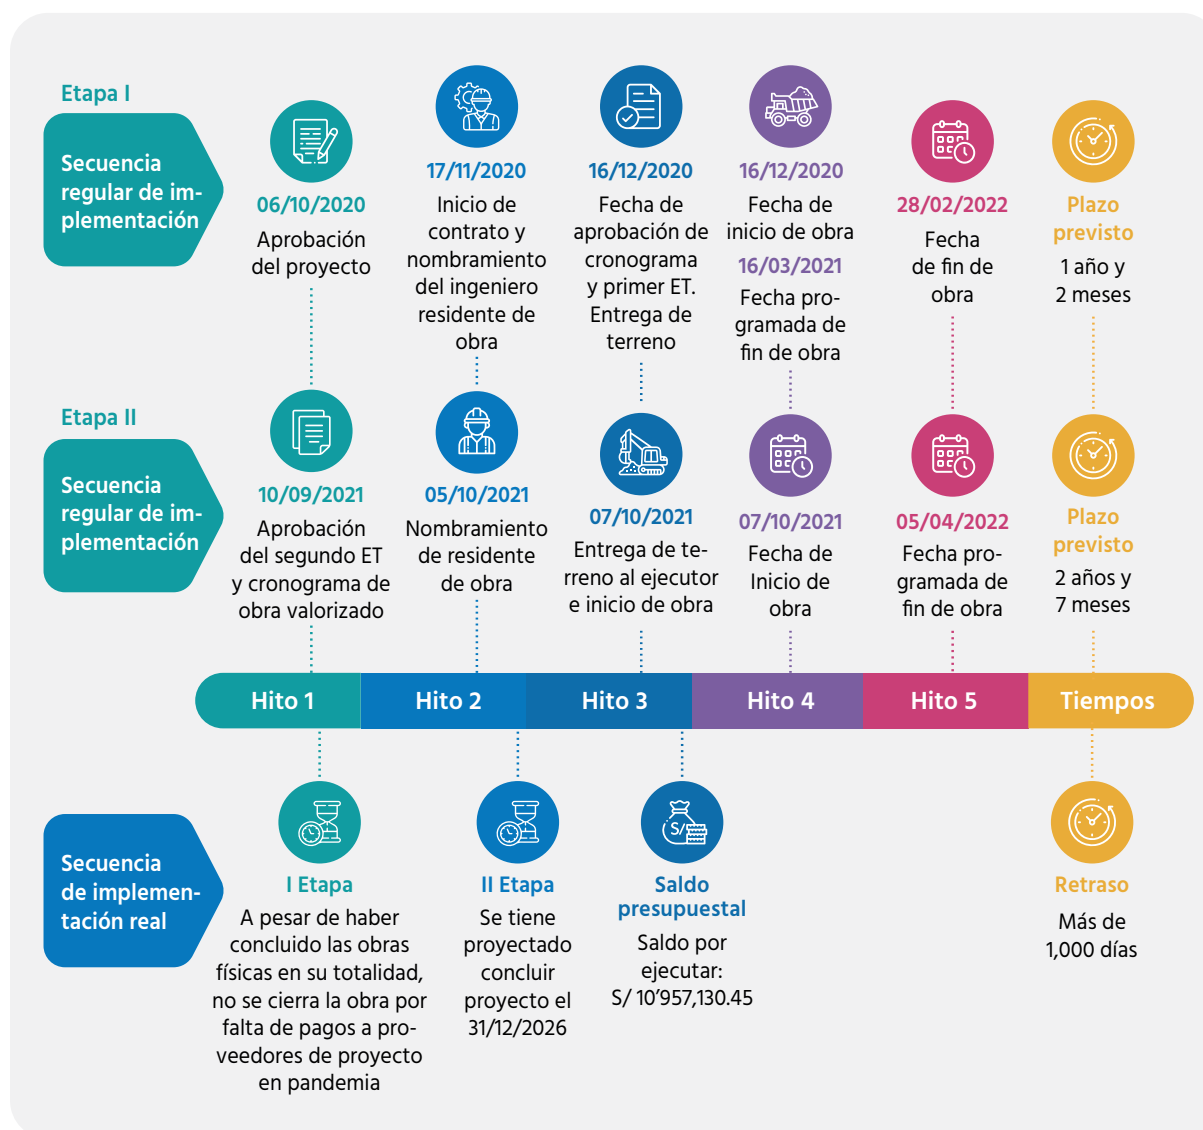 Etapa I
Secuencia
regular de im-
plementación
06/10/2020
Aprobación
del proyecto
17/11/2020
Inicio de
contrato y
nombramiento
del ingeniero
residente de
obra
16/12/2020
Fecha de
aprobación de
cronograma
y primer ET.
Entrega de
terreno
16/12/2020
Fecha de
inicio de obra
16/03/2021
Fecha pro-
gramada de
fin de obra
28/02/2022
Fecha
de fin de
obra
Plazo
previsto
1 año y
2 meses
Etapa II
Secuencia
regular de im-
plementación
10/09/2021
Aprobación
del segundo ET
y cronograma de
obra valorizado
05/10/2021
Nombramiento
de residente
de obra
07/10/2021
Entrega de te-
rreno al ejecutor
e inicio de obra
07/10/2021
Fecha de
Inicio de
obra
05/04/2022
Fecha pro-
gramada de
fin de obra
Plazo
previsto
2 años y
7 meses
Hito 1
Hito 2
Hito 3
Hito 4
Hito 5
Tiempos
Secuencia
de implemen-
tación real
I Etapa
A pesar de haber
concluido las obras
físicas en su totalidad,
no se cierra la obra por
falta de pagos a pro-
veedores de proyecto
en pandemia
II Etapa
Se tiene
proyectado
concluir
proyecto el
31/12/2026
S/
Saldo
presupuestal
Saldo por
ejecutar:
S/ 10’957,130.45
Retraso
Más de
1,000 días